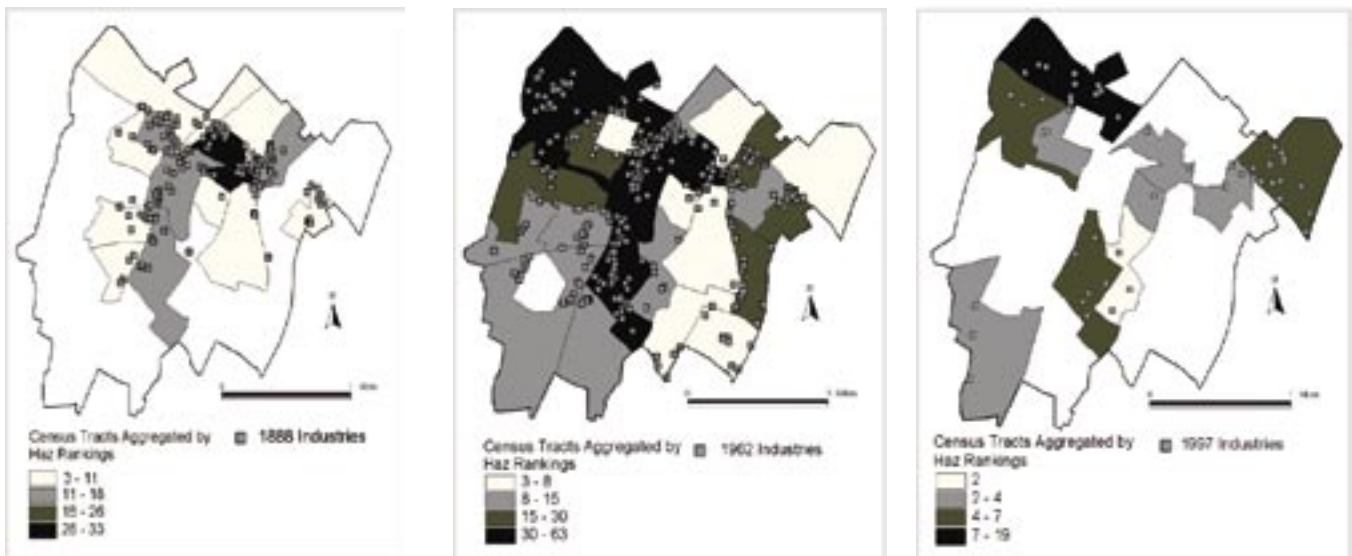 Census Tracts Aggregated by
Haz Rankings
1888 Industries
3 - 11
11 - 18
18 - 26
26 - 33
Census Tracts Aggregated by
Haz Rankings
1962 Industries
3 - 8
8 - 15
15 - 30
30 - 63
Census Tracts Aggregated by
Haz Rankings
1997 Industries
2
2 - 4
4 - 7
7 - 19